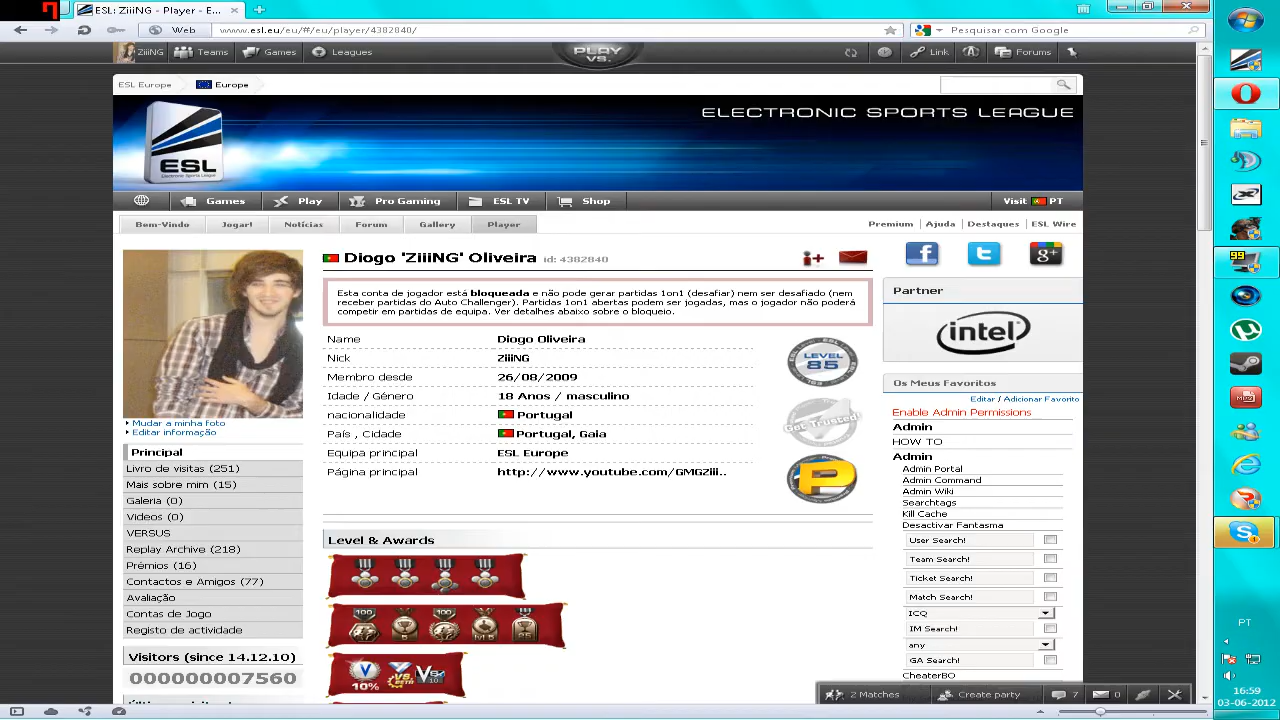 ESL: ZiiiNG - Player - E...
Web
www.esl.eu/eu/#/eu/player/4382840/
Pesquisar com Google
ZiiiNG
Teams
Games
Leagues
PLAY
VS.
Link
Forums
ESL Europe
Europe
ELECTRONIC SPORTS LEAGUE
ESL
Electronic Sports League
Games
Play
Pro Gaming
ESL TV
Shop
Visit PT
Bem-Vindo
Jogar!
Notícias
Forum
Gallery
Player
Premium | Ajuda | Destaques | ESL Wire
Diogo 'ZiiiNG' Oliveira id: 4382840
Esta conta de jogador está bloqueada e não pode gerar partidas 1on1 (desafiar) nem ser desafiado (nem
receber partidas do Auto Challenger). Partidas 1on1 abertas podem ser jogadas, mas o jogador não poderá
competir em partidas de equipa. Ver detalhes abaixo sobre o bloqueio.
Name Diogo Oliveira
Nick ZiiiNG
Membro desde 26/08/2009
Idade / Género 18 Anos / masculino
nacionalidade Portugal
País , Cidade Portugal, Gaia
Equipa principal ESL Europe
Página principal http://www.youtube.com/GMGZiii..
LEVEL
85
Get Trusted!
P
Mudar a minha foto
Editar informação
Principal
Livro de visitas (251)
Mais sobre mim (15)
Galeria (0)
Videos (0)
VERSUS
Replay Archive (218)
Prémios (16)
Contactos e Amigos (77)
Avaliação
Contas de Jogo
Registo de actividade
Visitors (since 14.12.10)
000000007560
Level & Awards
100
5
100
85
V
10%
VS.
BETA
Partner
intel
Os Meus Favoritos
Editar / Adicionar Favorito
Enable Admin Permissions
Admin
HOW TO
Admin
Admin Portal
Admin Command
Admin Wiki
Searchtags
Kill Cache
Desactivar Fantasma
User Search!
Team Search!
Ticket Search!
Match Search!
ICQ
IM Search!
any
GA Search!
CheaterBO
2 Matches
Create party
7
0
99
PT
16:59
03-06-2012